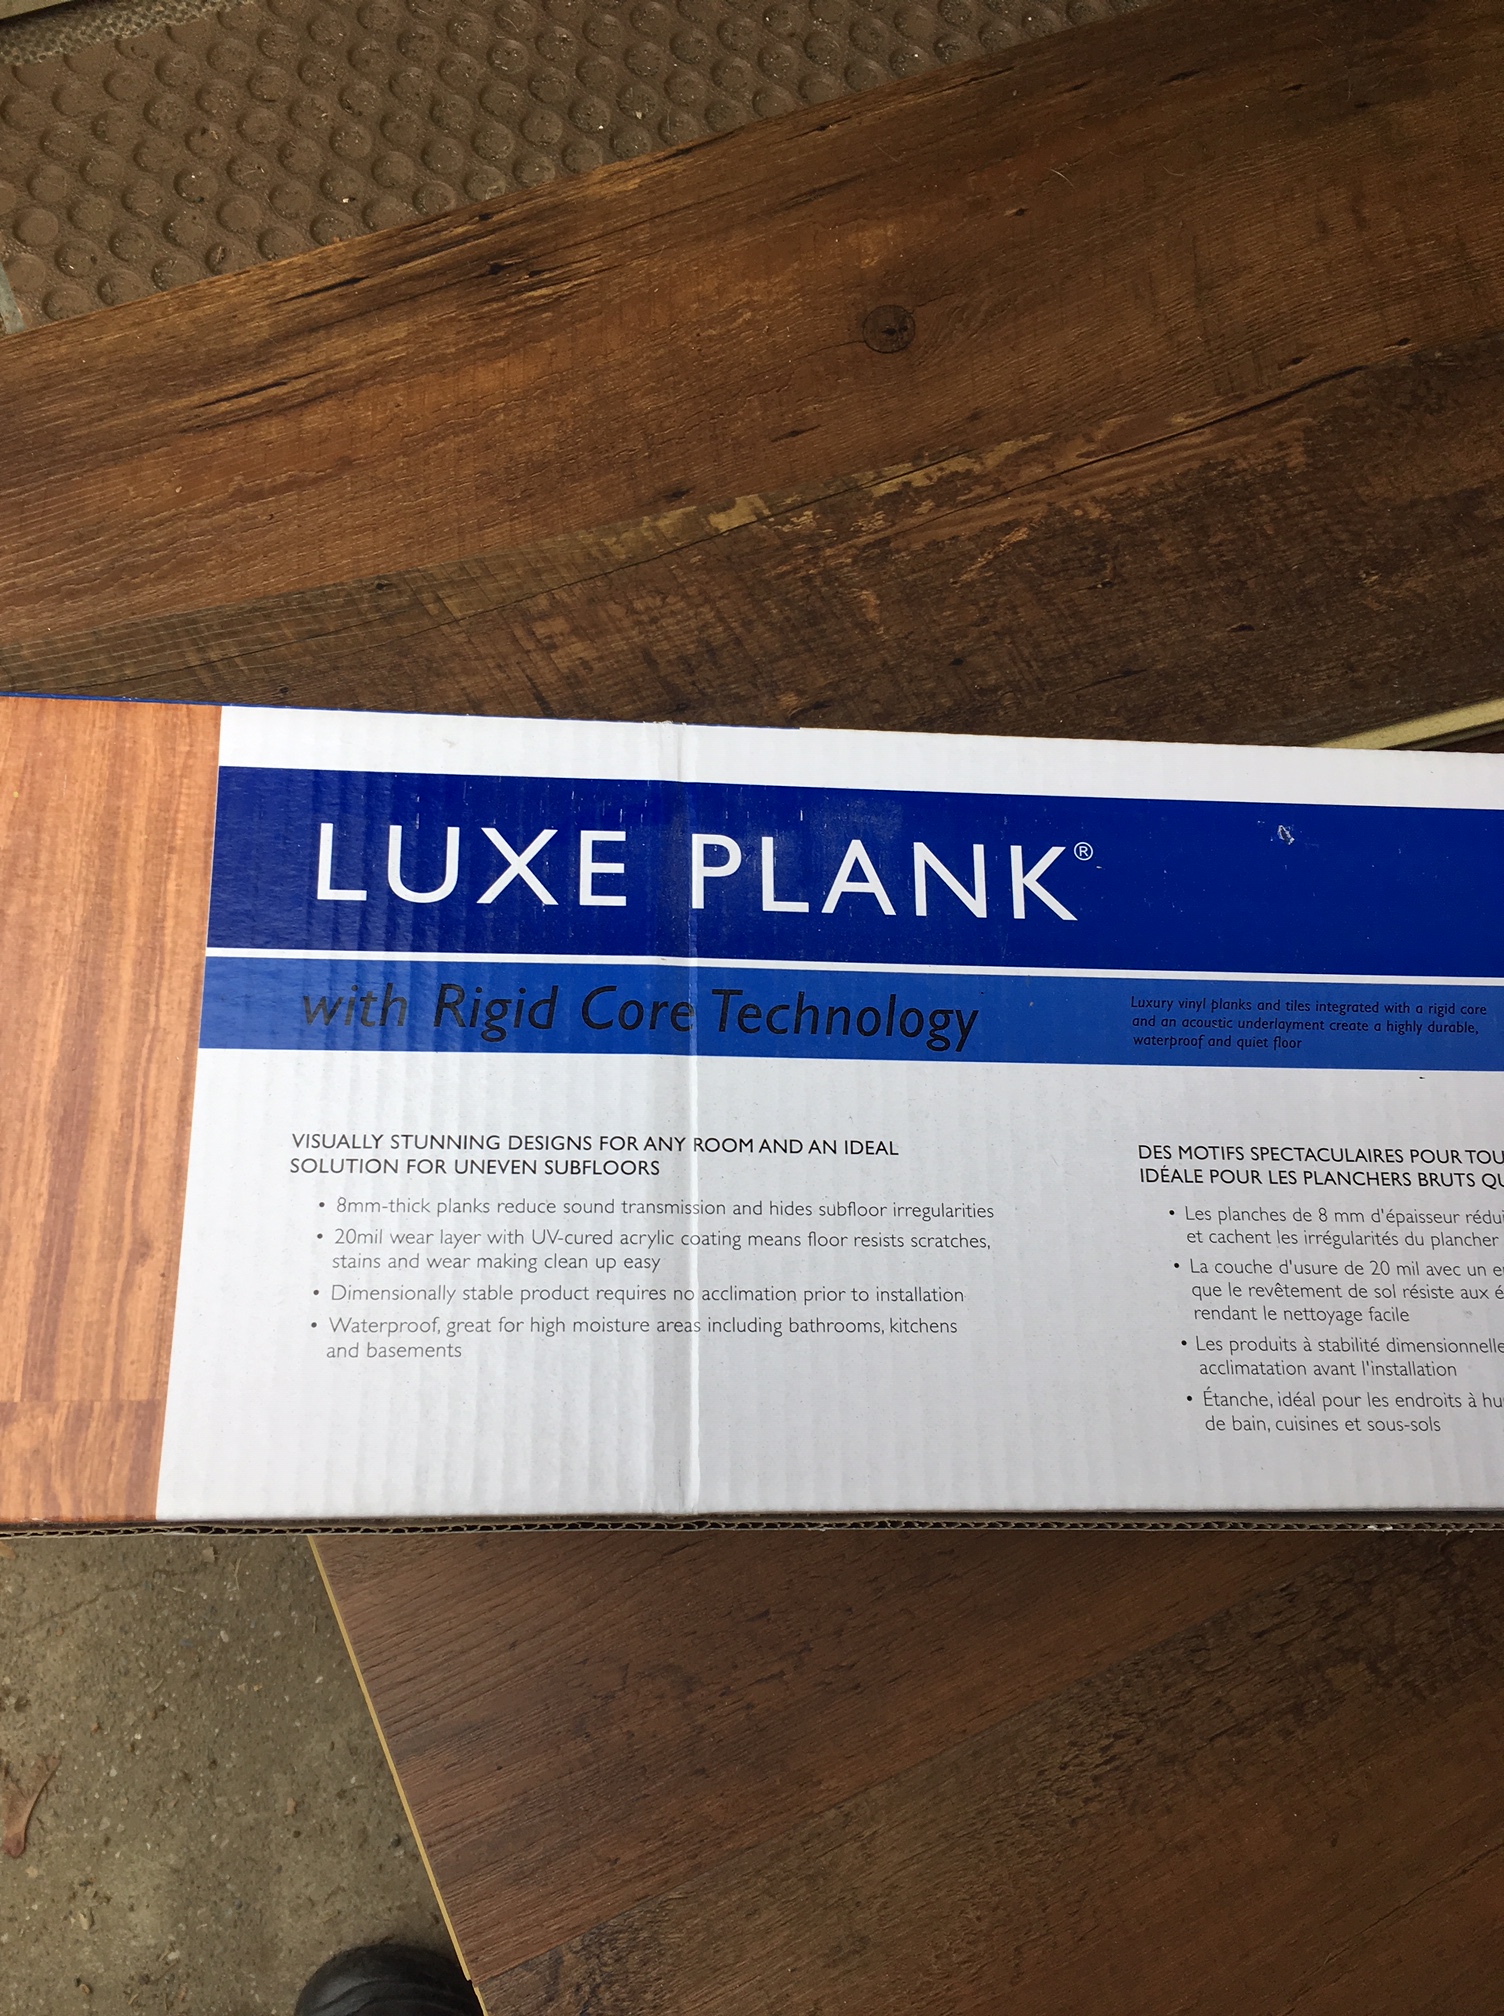 LUXE PLANK®
with Rigid Core Technology
Luxury vinyl planks and tiles integrated with a rigid core
and an acoustic underlayment create a highly durable,
waterproof and quiet floor
VISUALLY STUNNING DESIGNS FOR ANY ROOM AND AN IDEAL
SOLUTION FOR UNEVEN SUBFLOORS
• 8mm-thick planks reduce sound transmission and hides subfloor irregularities
• 20mil wear layer with UV-cured acrylic coating means floor resists scratches,
stains and wear making clean up easy
• Dimensionally stable product requires no acclimation prior to installation
• Waterproof, great for high moisture areas including bathrooms, kitchens
and basements
DES MOTIFS SPECTACULAIRES POUR
IDÉALE POUR LES PLANCHERS BRUTS
• Les planches de 8 mm d'épaisseur
et cachent les irrégularités du plancher
• La couche d'usure de 20 mil avec un
que le revêtement de sol résiste aux
rendant le nettoyage facile
• Les produits à stabilité dimensionnelle
acclimatation avant l'installation
• Étanche, idéal pour les endroits à
de bain, cuisines et sous-sols